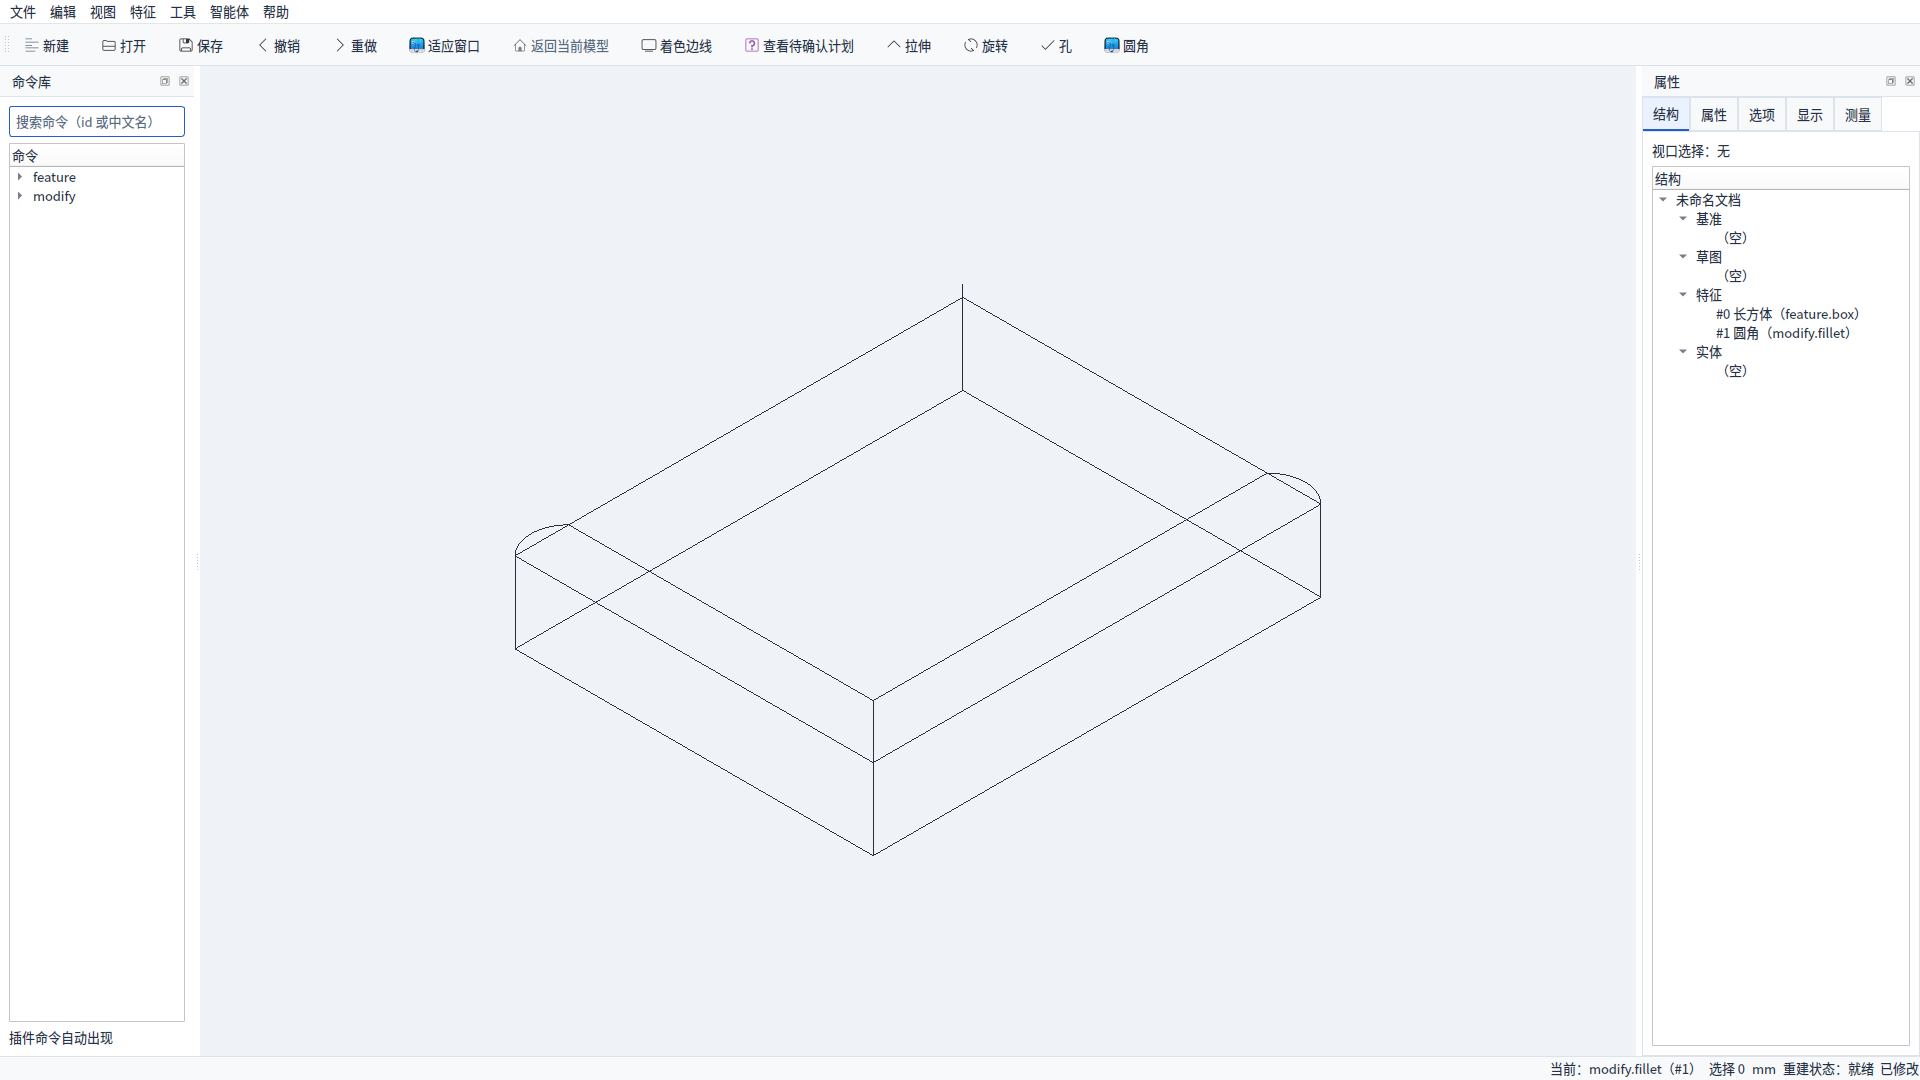 文件 编辑 视图 特征 工具 智能体 帮助
新建 打开 保存 撤销 重做 适应窗口 返回当前模型 着色边线 查看待确认计划 拉伸 旋转 孔 圆角
命令库
搜索命令（id 或中文名）
命令
feature
modify
插件命令自动出现
属性
结构 属性 选项 显示 测量
视口选择：无
结构
未命名文档
基准
（空）
草图
（空）
特征
#0 长方体（feature.box）
#1 圆角（modify.fillet）
实体
（空）
当前：modify.fillet（#1） 选择 0 mm 重建状态：就绪 已修改